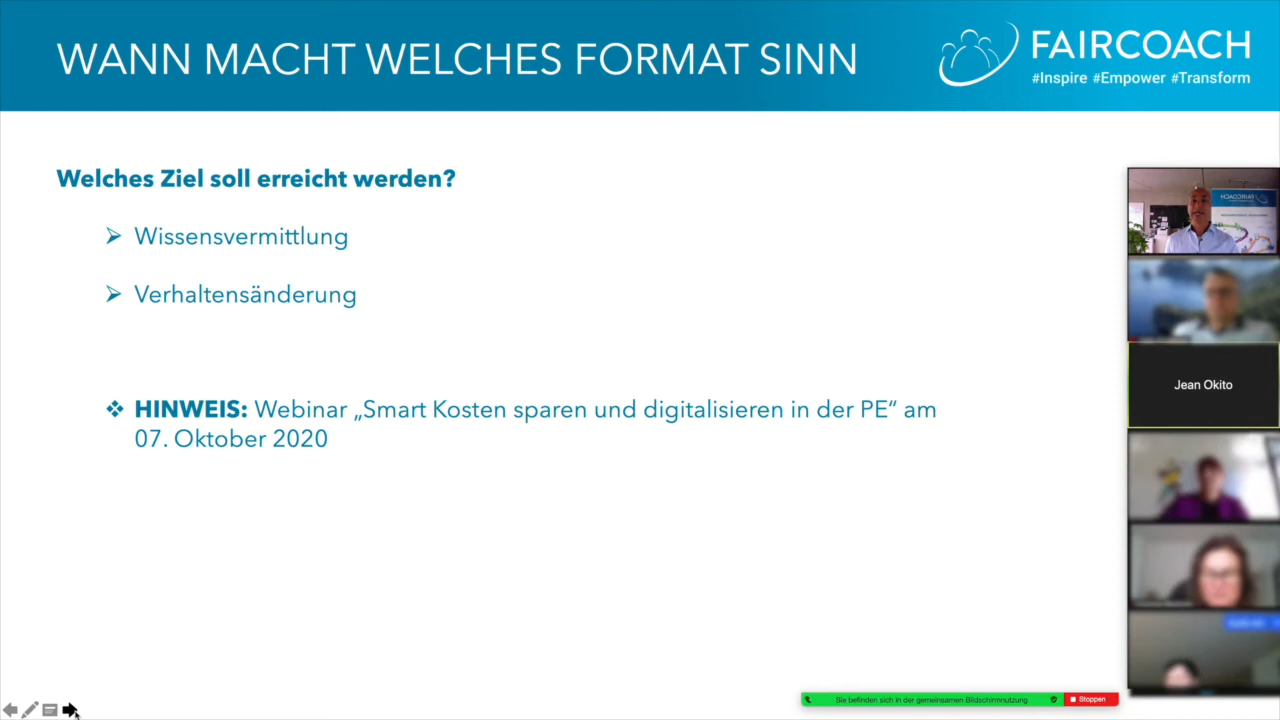 WANN MACHT WELCHES FORMAT SINN
FAIRCOACH
#Inspire #Empower #Transform
Welches Ziel soll erreicht werden?
Wissensvermittlung
Verhaltensänderung
HINWEIS: Webinar „Smart Kosten sparen und digitalisieren in der PE“ am
07. Oktober 2020
FAIRCOACH
Jean Okito
Sie befinden sich in der gemeinsamen Bildschirmnutzung
Stoppen